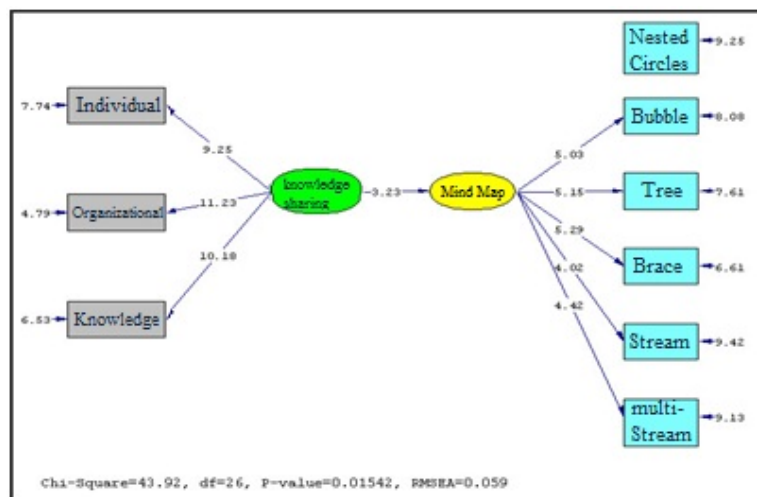 Nested
Circles
9.25
7.74
Individual
Bubble
8.08
9.25
5.03
knowledge
sharing
3.23
Mind Map
5.15
Tree
7.61
4.79
Organizational
11.23
5.29
10.18
4.02
Brace
6.61
4.42
6.53
Knowledge
Stream
9.42
multi-
Stream
9.13
Chi-Square=43.92, df=26, P-value=0.01542, RMSEA=0.059